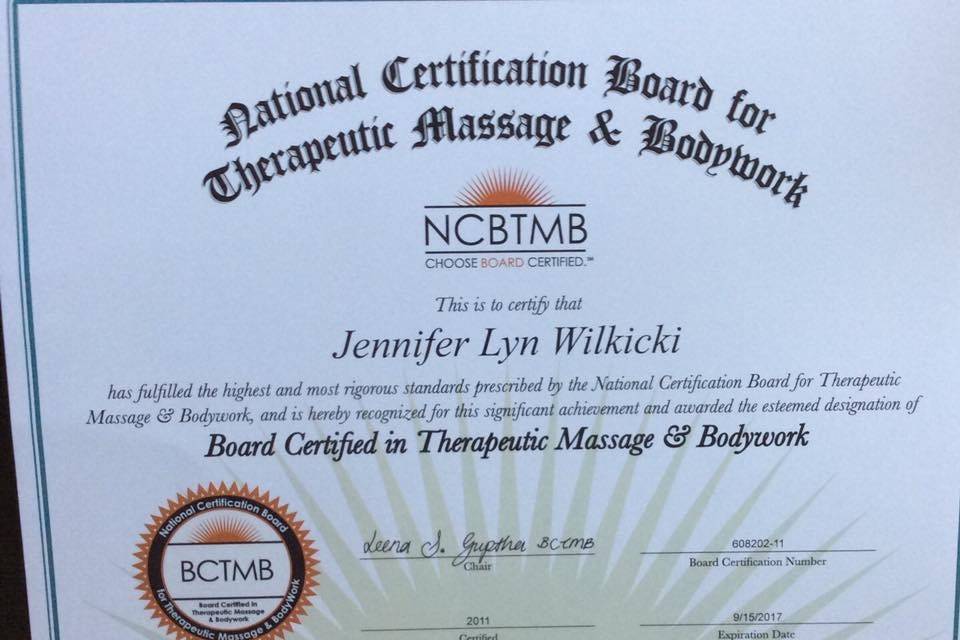 National Certification Board for
Therapeutic Massage & Bodywork
NCBTMB
CHOOSE BOARD CERTIFIED.℠
This is to certify that
Jennifer Lyn Wilkicki
has fulfilled the highest and most rigorous standards prescribed by the National Certification Board for Therapeutic
Massage & Bodywork, and is hereby recognized for this significant achievement and awarded the esteemed designation of
Board Certified in Therapeutic Massage & Bodywork
National Certification Board
BCTMB
Board Certified in
Therapeutic Massage
& Bodywork
for Therapeutic Massage & BodyWork
Leena S. Guptha BCTMB
Chair
608202-11
Board Certification Number
2011
Certified
9/15/2017
Expiration Date